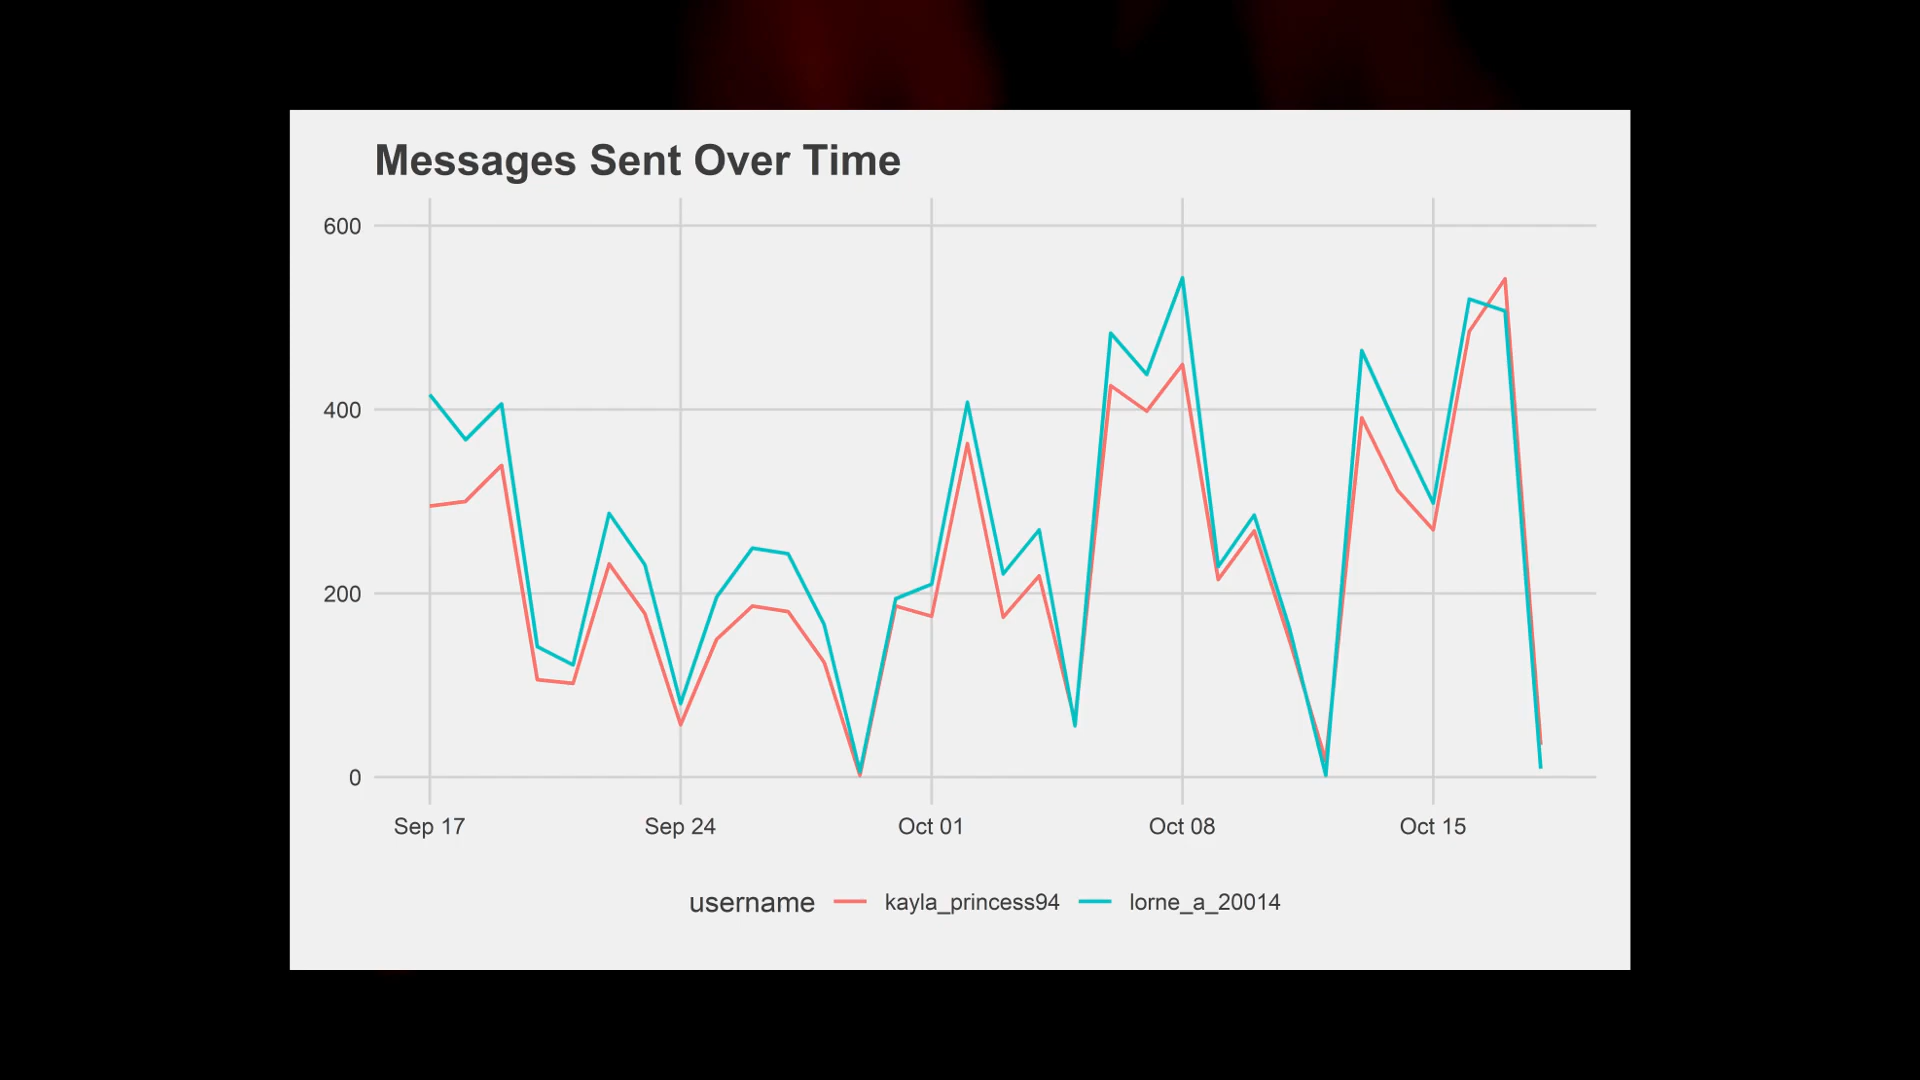 Messages Sent Over Time
600
400
200
0
Sep 17 Sep 24 Oct 01 Oct 08 Oct 15
username kayla_princess94 lorne_a_20014